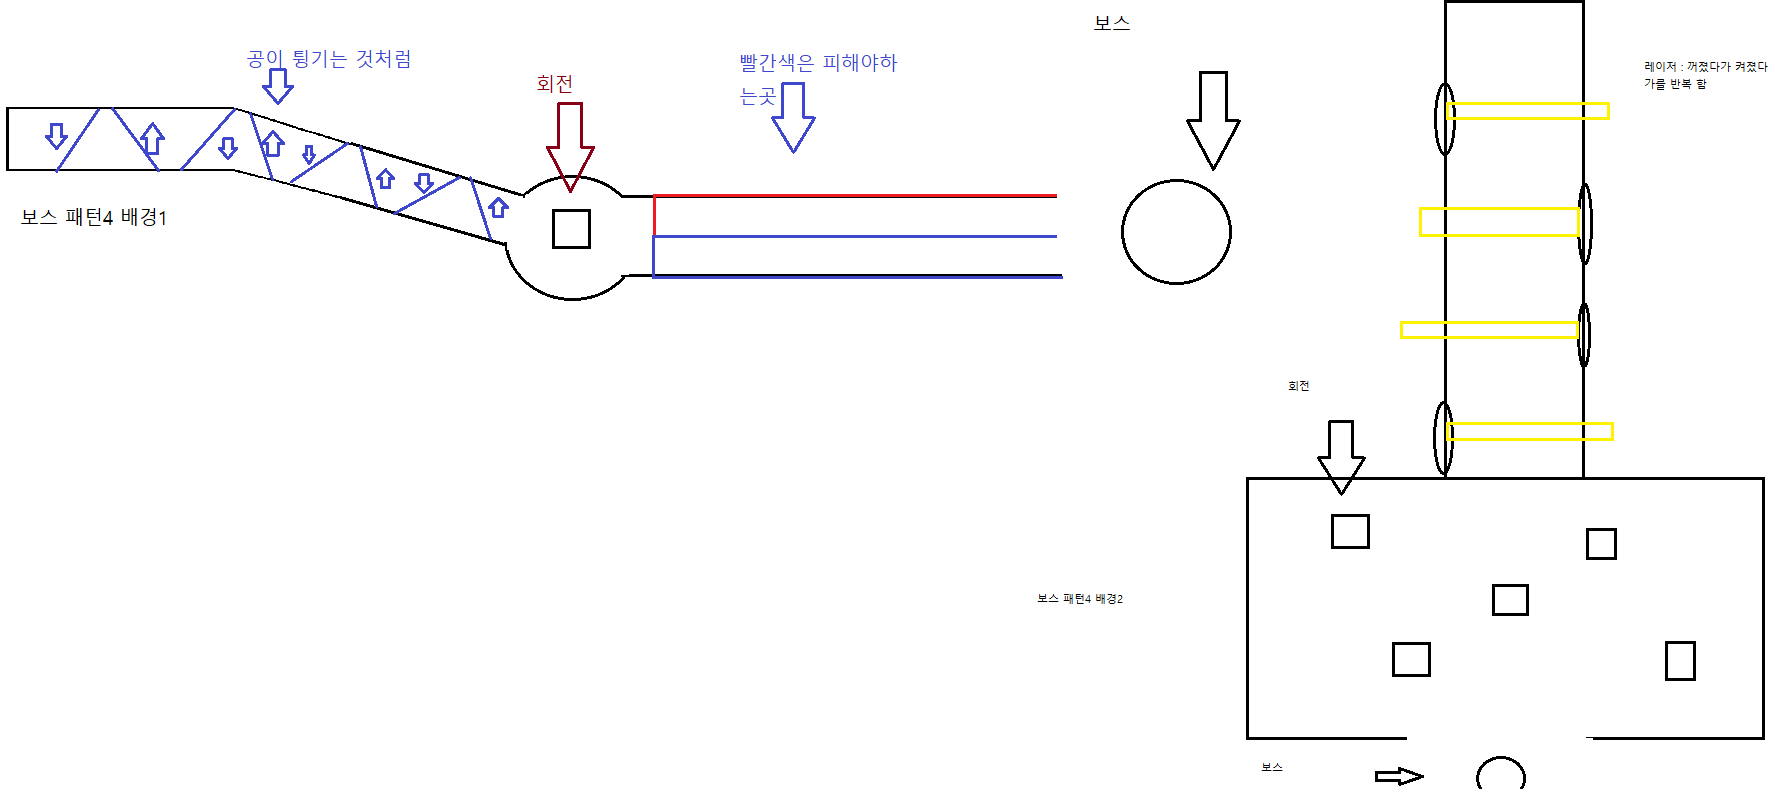 보스
공이 튕기는 것처럼
빨간색은 피해야하
는곳
회전
레이저 : 꺼졌다가 켜졌다
가를 반복 함
보스 패턴4 배경1
회전
보스 패턴4 배경2
보스